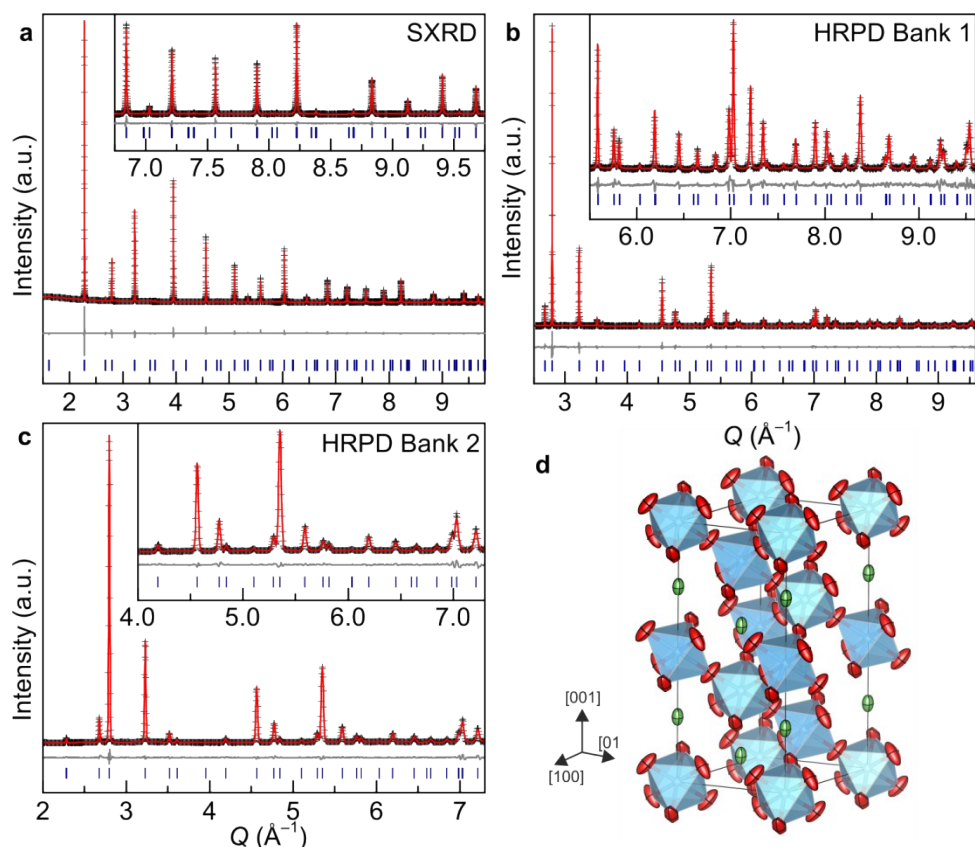 a
SXRD
7.0 7.5 8.0 8.5 9.0 9.5
Intensity (a.u.)
2 3 4 5 6 7 8 9
b
HRPD Bank 1
6.0 7.0 8.0 9.0
Intensity (a.u.)
3 4 5 6 7 8 9
Q (Å⁻¹)
c
HRPD Bank 2
4.0 5.0 6.0 7.0
Intensity (a.u.)
2 3 4 5 6 7
Q (Å⁻¹)
d
[001]
[01
[100]